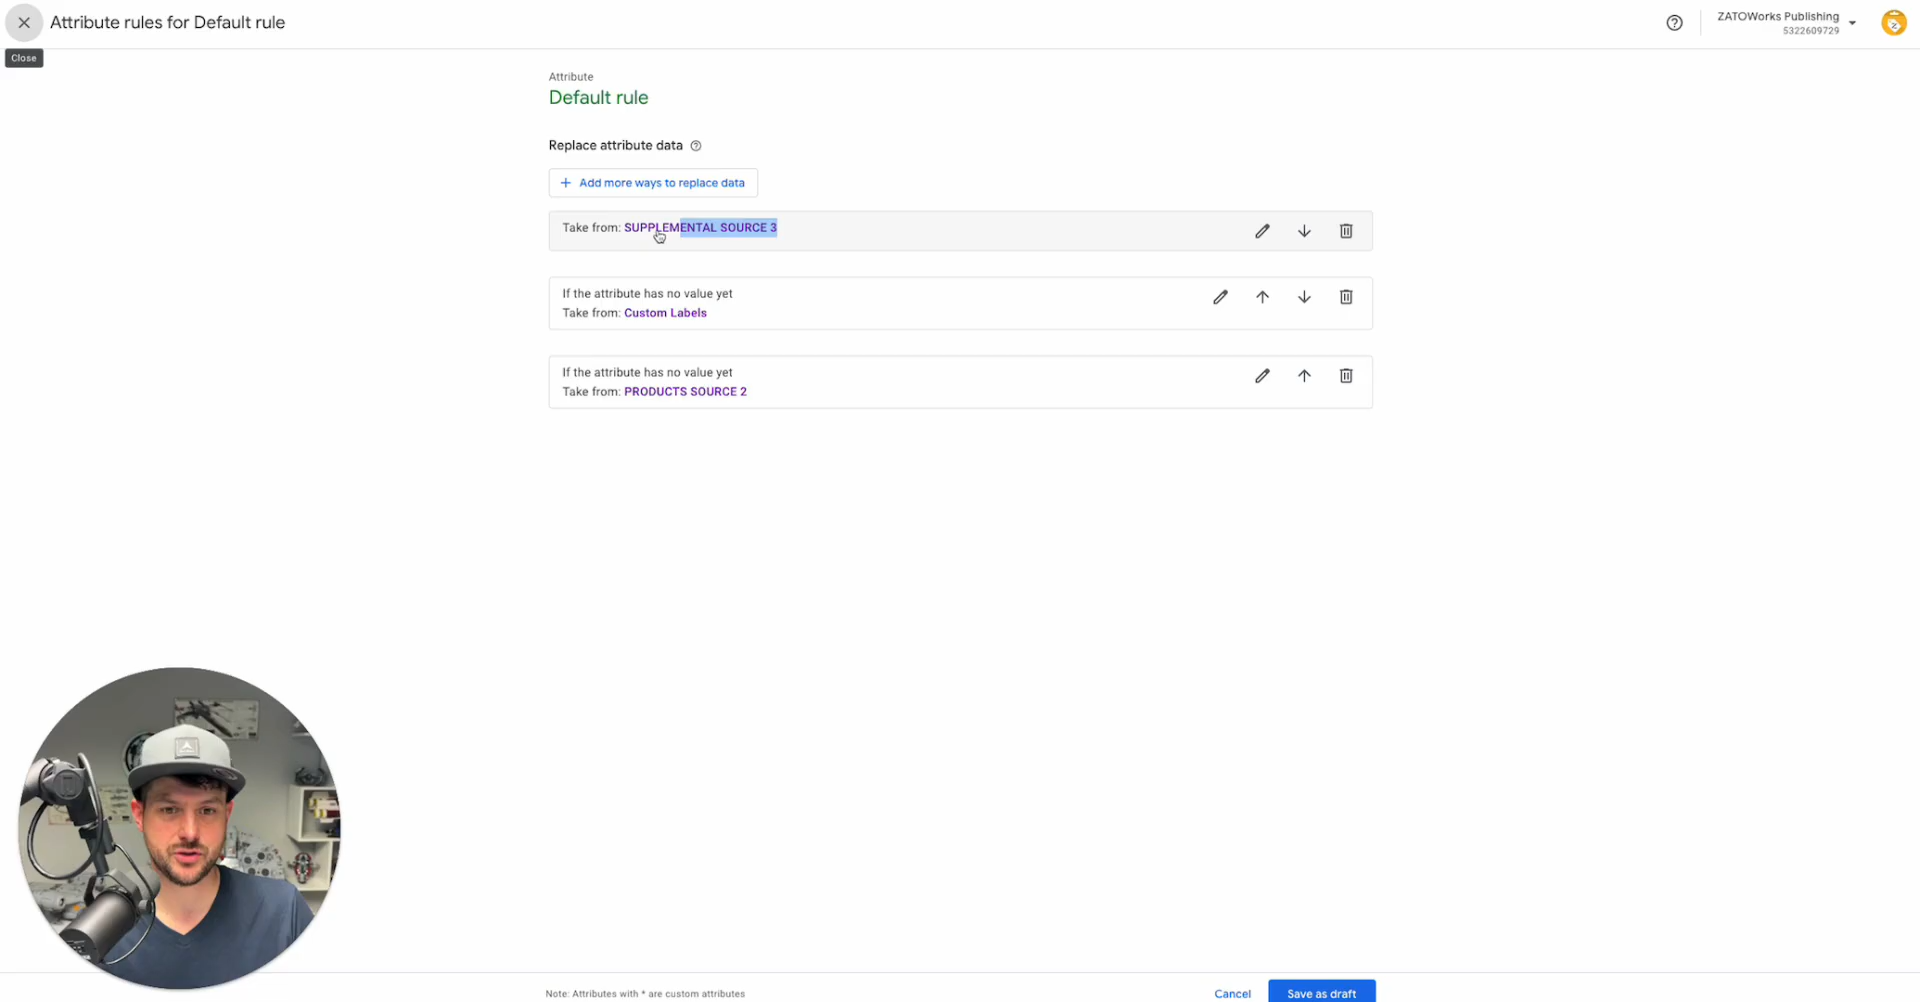 Attribute rules for Default rule
ZATOWorks Publishing
5322609729
Close
Attribute
Default rule
Replace attribute data
+ Add more ways to replace data
Take from: SUPPLEMENTAL SOURCE 3
If the attribute has no value yet
Take from: Custom Labels
If the attribute has no value yet
Take from: PRODUCTS SOURCE 2
Note: Attributes with * are custom attributes
Cancel
Save as draft